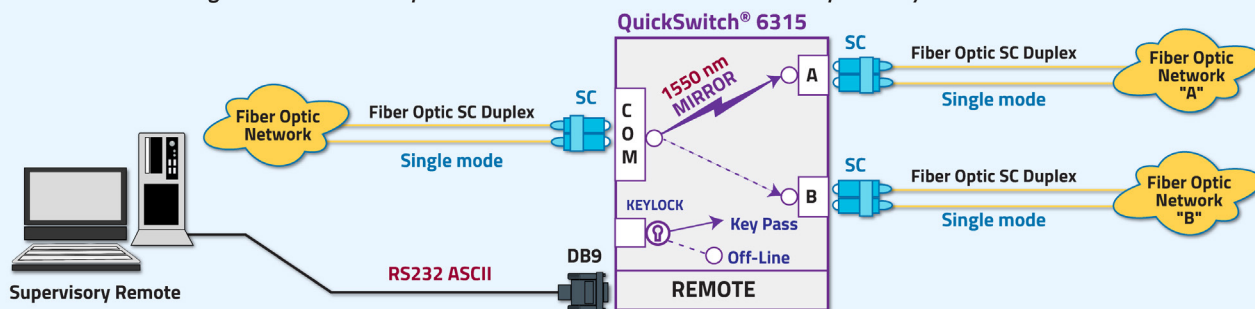 QuickSwitch® 6315
SC
Fiber Optic SC Duplex
Single mode
Fiber Optic
Network
"A"
1550 nm
MIRROR
A
SC
Fiber Optic SC Duplex
Single mode
Fiber Optic
Network
C
O
M
SC
Fiber Optic SC Duplex
Single mode
Fiber Optic
Network
"B"
B
KEYLOCK
Key Pass
Off-Line
DB9
RS232 ASCII
REMOTE
Supervisory Remote